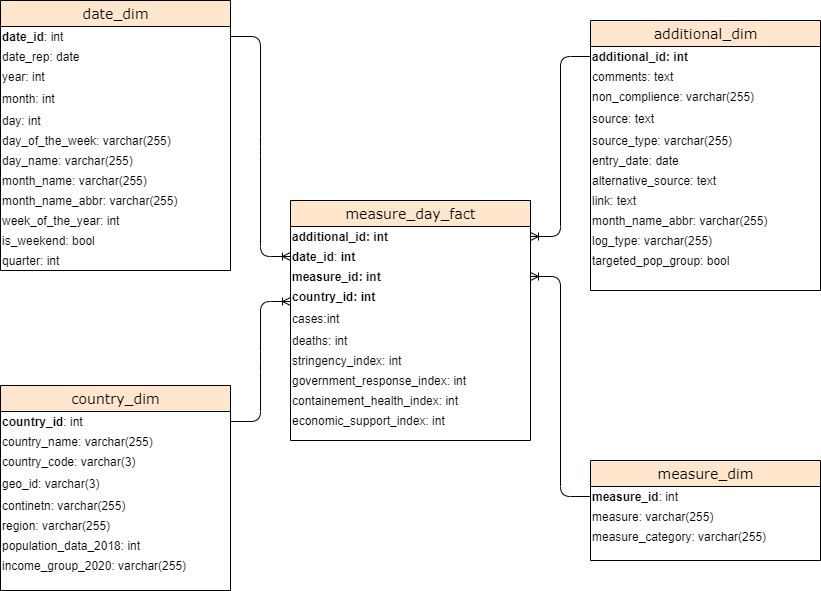 date_dim
date_id: int
date_rep: date
year: int
month: int
day: int
day_of_the_week: varchar(255)
day_name: varchar(255)
month_name: varchar(255)
month_name_abbr: varchar(255)
week_of_the_year: int
is_weekend: bool
quarter: int
additional_dim
additional_id: int
comments: text
non_complience: varchar(255)
source: text
source_type: varchar(255)
entry_date: date
alternative_source: text
link: text
month_name_abbr: varchar(255)
log_type: varchar(255)
targeted_pop_group: bool
measure_day_fact
additional_id: int
date_id: int
measure_id: int
country_id: int
cases:int
deaths: int
stringency_index: int
government_response_index: int
containement_health_index: int
economic_support_index: int
country_dim
country_id: int
country_name: varchar(255)
country_code: varchar(3)
geo_id: varchar(3)
continetn: varchar(255)
region: varchar(255)
population_data_2018: int
income_group_2020: varchar(255)
measure_dim
measure_id: int
measure: varchar(255)
measure_category: varchar(255)